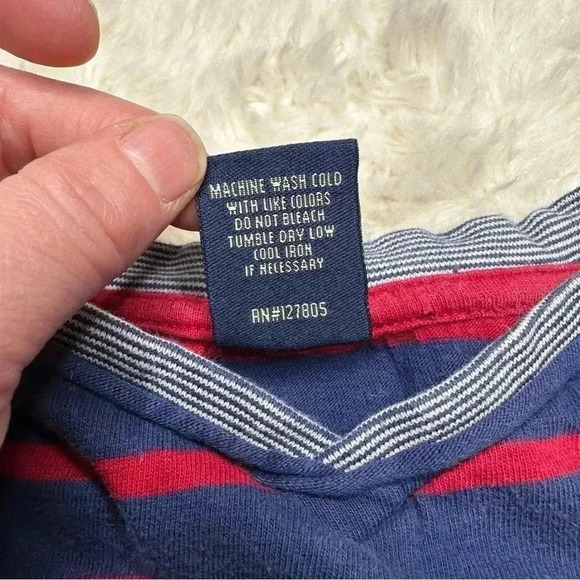 MACHINE WASH COLD
WITH LIKE COLORS
DO NOT BLEACH
TUMBLE DRY LOW
COOL IRON
IF NECESSARY
RN#127805